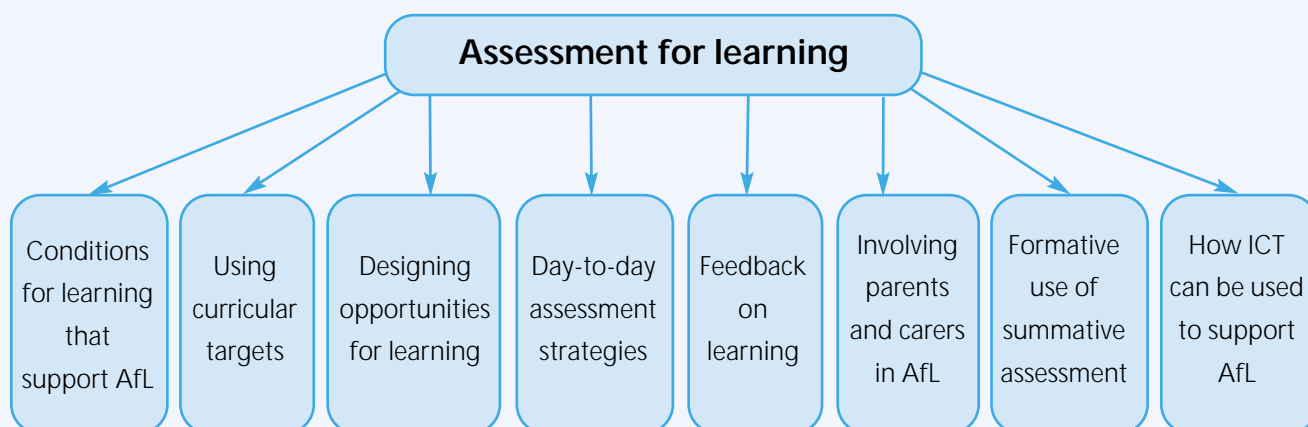 Assessment for learning
Conditions
for learning
that
support AfL
Using
curricular
targets
Designing
opportunities
for learning
Day-to-day
assessment
strategies
Feedback
on
learning
Involving
parents
and carers
in AfL
Formative
use of
summative
assessment
How ICT
can be used
to support
AfL